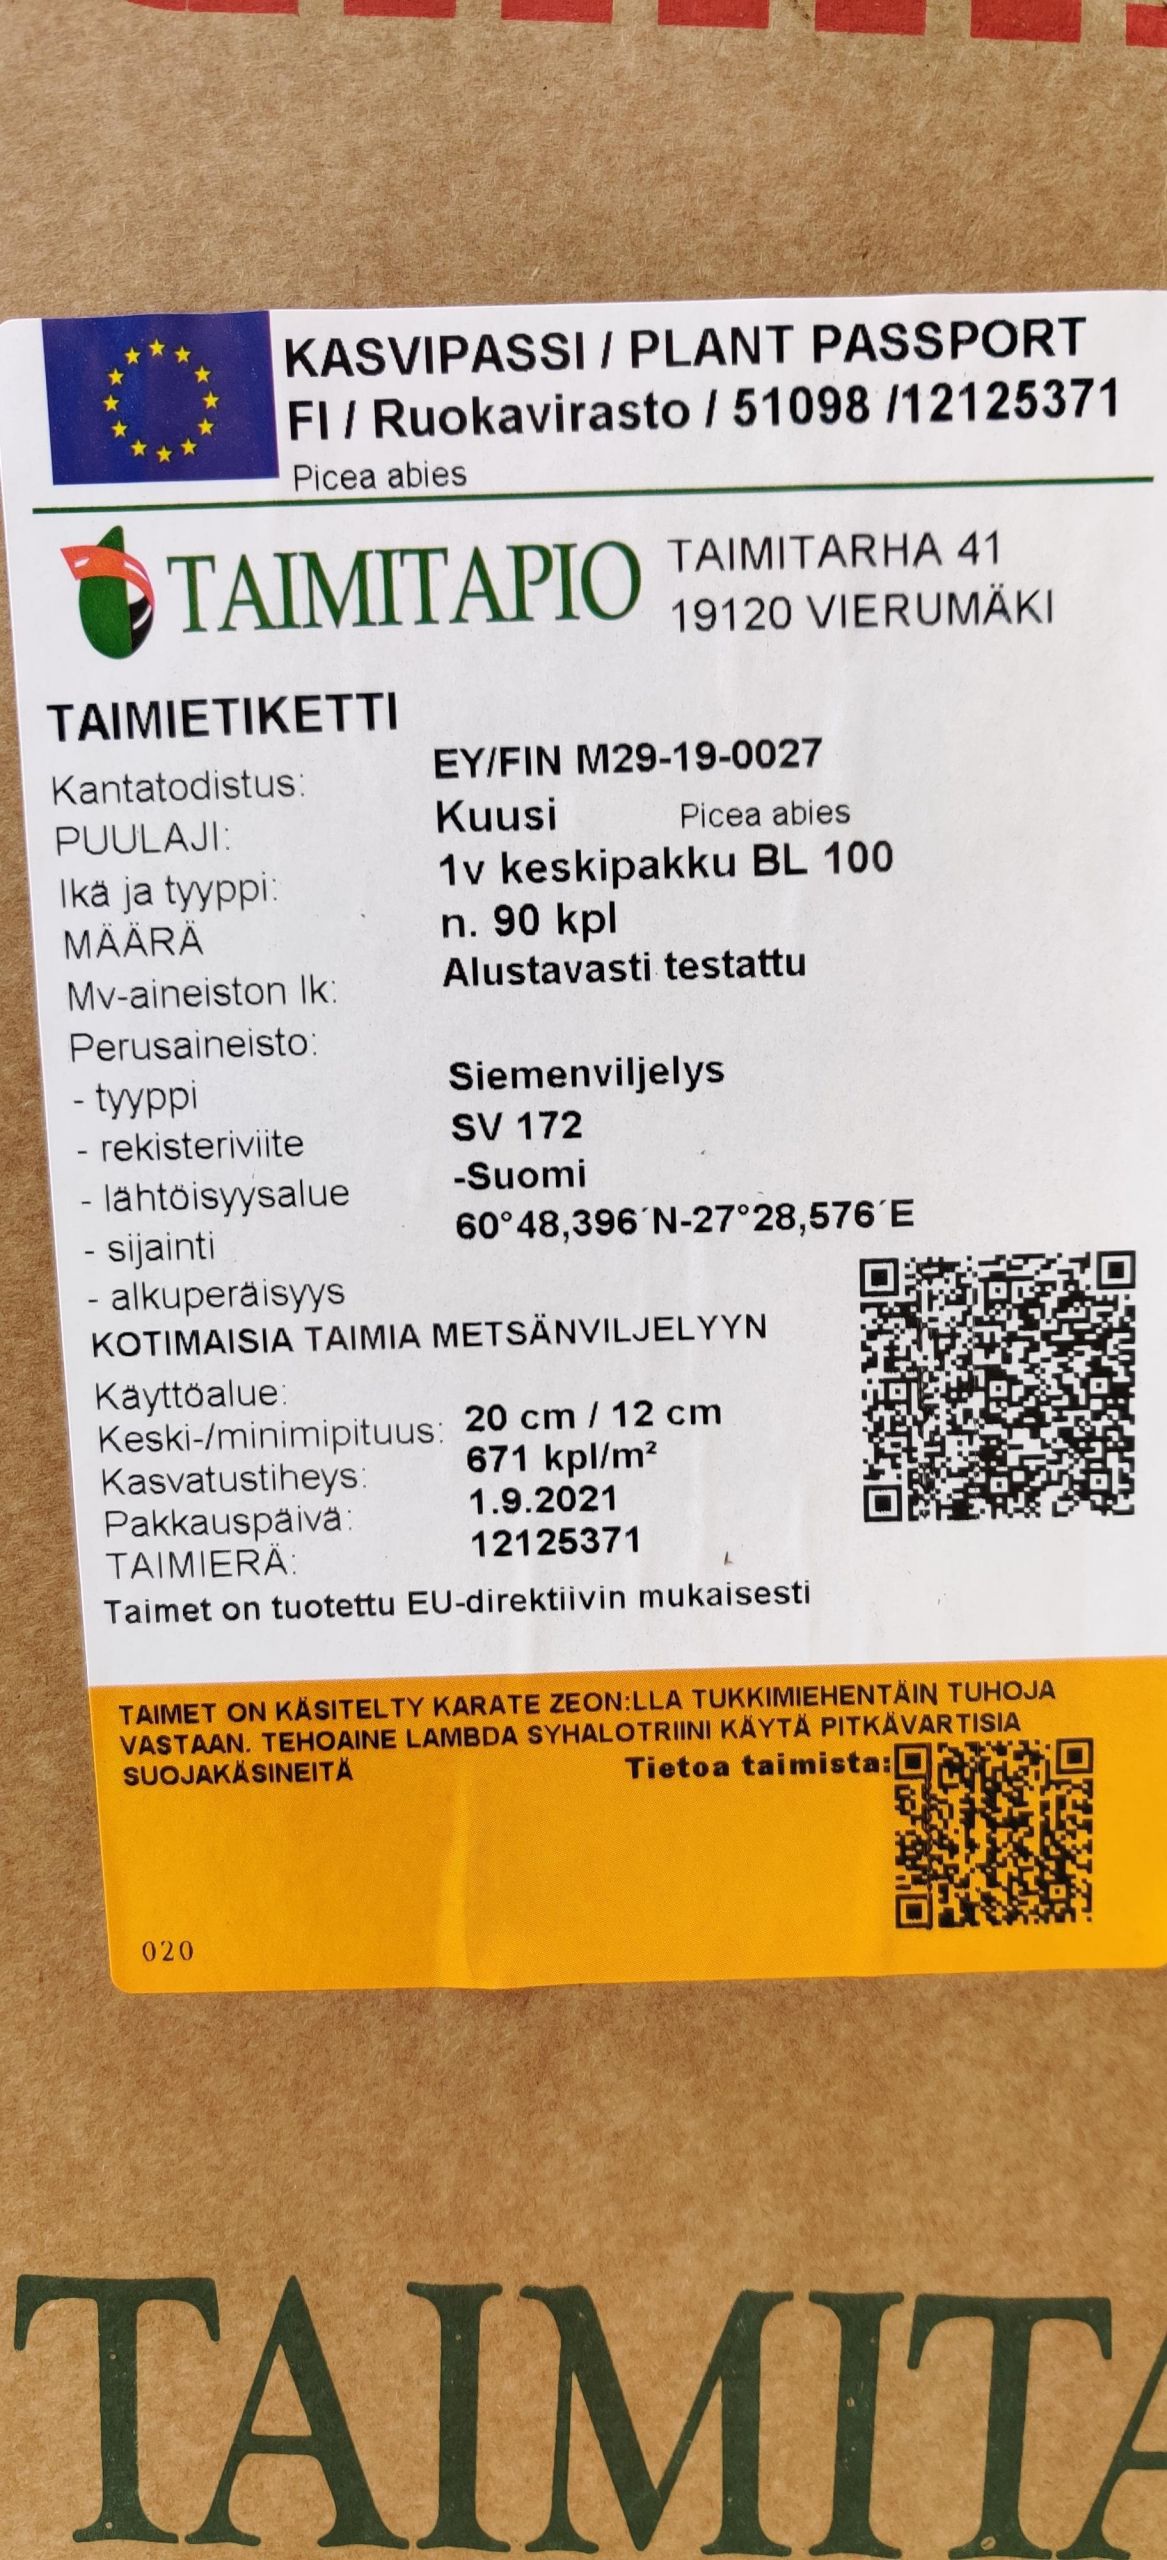 KASVIPASSI / PLANT PASSPORT
FI / Ruokavirasto / 51098 /12125371
Picea abies
TAIMITAPIO
TAIMITARHA 41
19120 VIERUMÄKI
TAIMIETIKETTI
Kantatodistus: EY/FIN M29-19-0027
PUULAJI: Kuusi Picea abies
Ikä ja tyyppi: 1v keskipakku BL 100
MÄÄRÄ n. 90 kpl
Mv-aineiston lk: Alustavasti testattu
Perusaineisto:
- tyyppi Siemenviljelys
- rekisteriviite SV 172
- lähtöisyysalue -Suomi
- sijainti 60°48,396´N-27°28,576´E
- alkuperäisyys
KOTIMAISIA TAIMIA METSÄNVILJELYYN
Käyttöalue:
Keski-/minimipituus: 20 cm / 12 cm
Kasvatustiheys: 671 kpl/m²
Pakkauspäivä: 1.9.2021
TAIMIERÄ: 12125371
Taimet on tuotettu EU-direktiivin mukaisesti
TAIMET ON KÄSITELTY KARATE ZEON:LLA TUKKIMIEHENTÄIN TUHOJA
VASTAAN. TEHOAINE LAMBDA SYHALOTRIINI KÄYTÄ PITKÄVARTISIA
SUOJAKÄSINEITÄ
Tietoa taimista:
020
TAIMITA